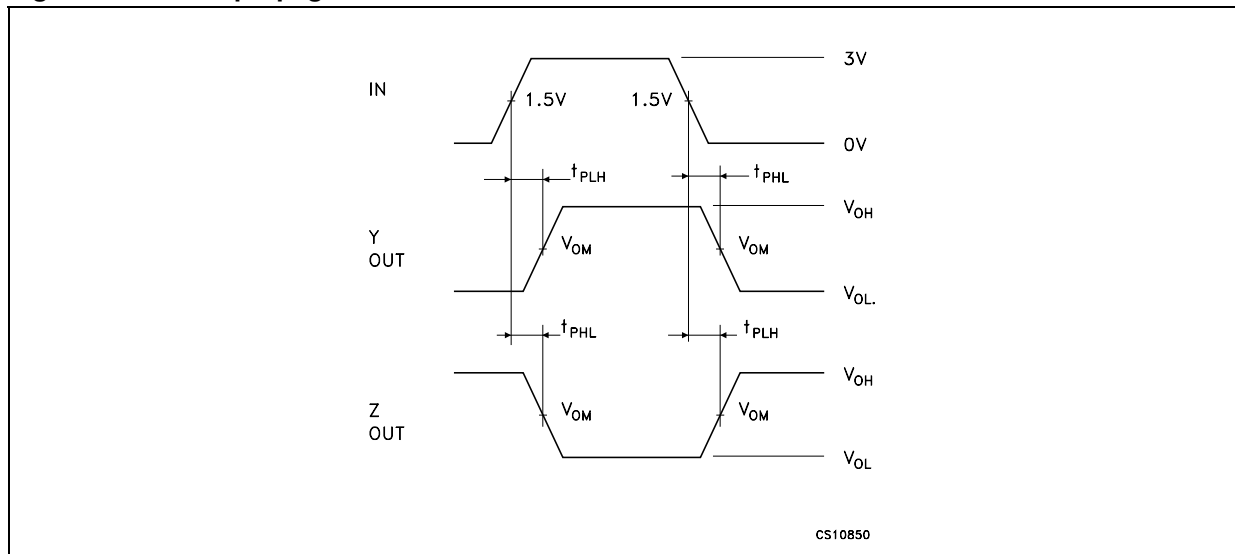 IN
3V
1.5V 1.5V
0V
tPLH tPHL
VOH
Y
OUT
VOM VOM
VOL.
tPHL tPLH
VOH
Z
OUT
VOM VOM
VOL
CS10850